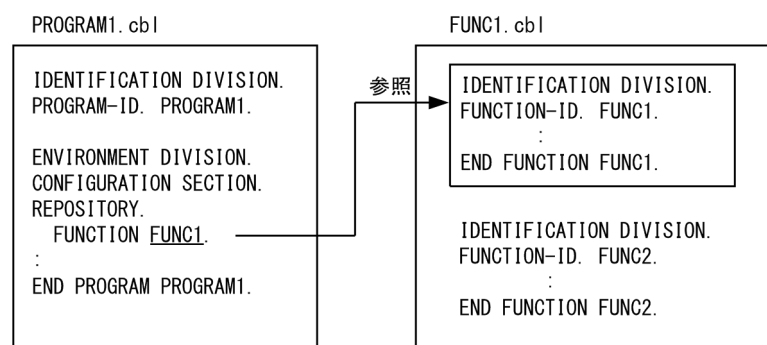 PROGRAM1.cbl
IDENTIFICATION DIVISION.
PROGRAM-ID. PROGRAM1.
ENVIRONMENT DIVISION.
CONFIGURATION SECTION.
REPOSITORY.
FUNCTION FUNC1.
:
END PROGRAM PROGRAM1.
参照
FUNC1.cbl
IDENTIFICATION DIVISION.
FUNCTION-ID. FUNC1.
:
END FUNCTION FUNC1.
IDENTIFICATION DIVISION.
FUNCTION-ID. FUNC2.
:
END FUNCTION FUNC2.